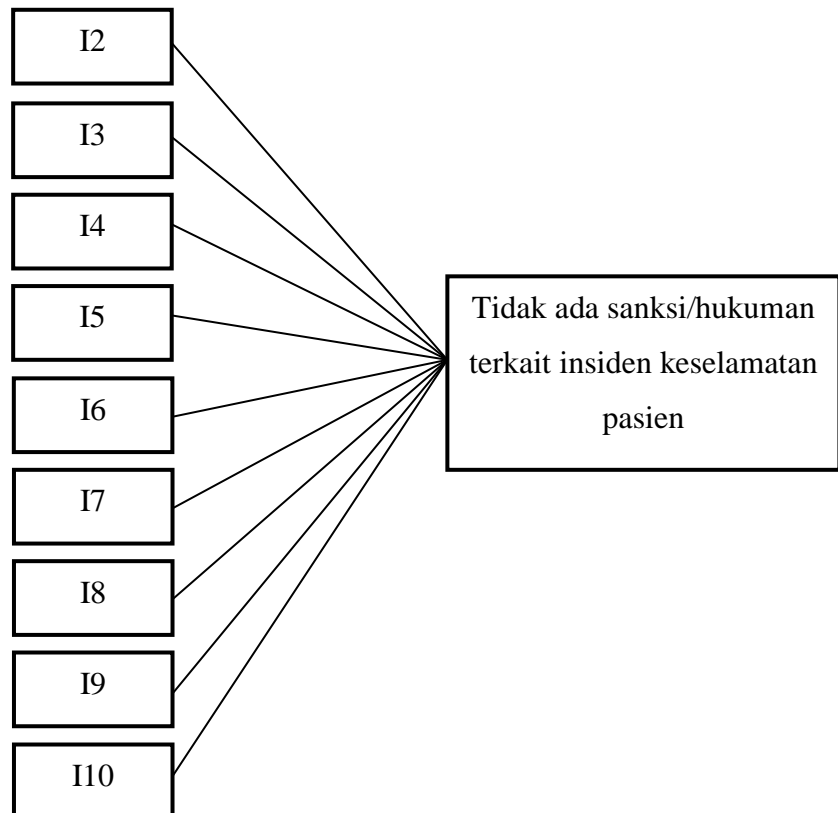 I2
I3
I4
I5
I6
I7
I8
I9
I10
Tidak ada sanksi/hukuman
terkait insiden keselamatan
pasien